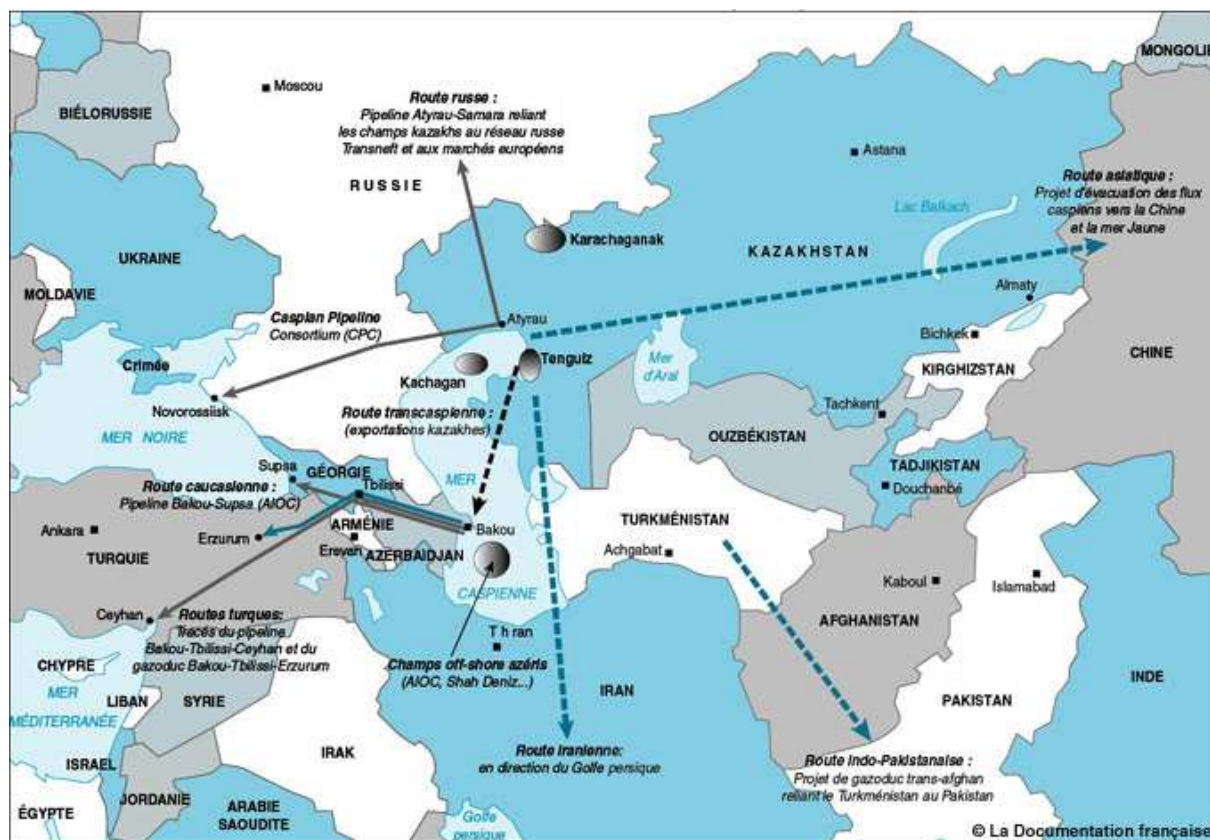 MONGOLIE
Moscou
BIÉLORUSSIE
Route russe :
Pipeline Atyrau-Samara reliant
les champs kazakhs au réseau russe
Transneft et aux marchés européens
RUSSIE
Astana
Route asiatique :
Projet d'évacuation des flux
caspiens vers la Chine
et la mer Jaune
Lac Balkach
Karachaganak
KAZAKHSTAN
UKRAINE
MOLDAVIE
Almaty
Caspian Pipeline
Consortium (CPC)
Atyrau
Bichkek
Crimée
Tenguiz
Mer
d'Aral
CHINE
Kachagan
KIRGHIZSTAN
Novorossiisk
Route transcaspienne :
(exportations kazakhes)
Tachkent
MER NOIRE
OUZBÉKISTAN
Supsa
GÉORGIE
Tbilissi
MER
TADJIKISTAN
Route caucasienne :
Pipeline Bakou-Supsa (AIOC)
Douchanbé
Ankara
Erzurum
ARMÉNIE
Erevan
Bakou
TURKMÉNISTAN
TURQUIE
AZERBAÏDJAN
Achgabat
Kaboul
Islamabad
CASPIENNE
Ceyhan
Routes turques:
Tracés du pipeline
Bakou-Tbilissi-Ceyhan et du
gazoduc Bakou-Tbilissi-Erzurum
T h ran
AFGHANISTAN
CHYPRE
Champs off-shore azéris
(AIOC, Shah Deniz...)
MER
MÉDITERRANÉE
LIBAN
SYRIE
IRAN
PAKISTAN
INDE
IRAK
Route iranienne:
en direction du Golfe persique
Route indo-Pakistanaise :
Projet de gazoduc trans-afghan
reliant le Turkménistan au Pakistan
ISRAEL
JORDANIE
ÉGYPTE
ARABIE
SAOUDITE
Golfe
persique
© La Documentation française